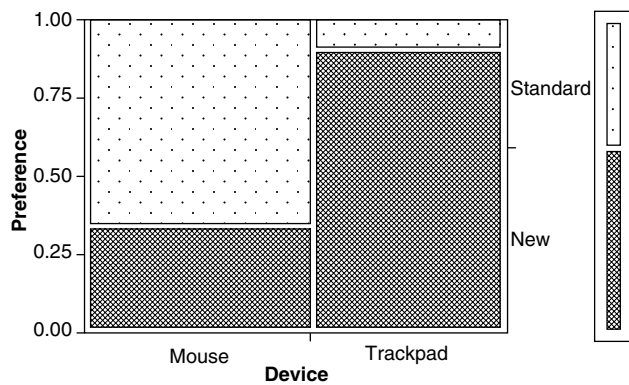 1.00
0.75
0.50
0.25
0.00
Preference
Mouse
Trackpad
Device
Standard
New